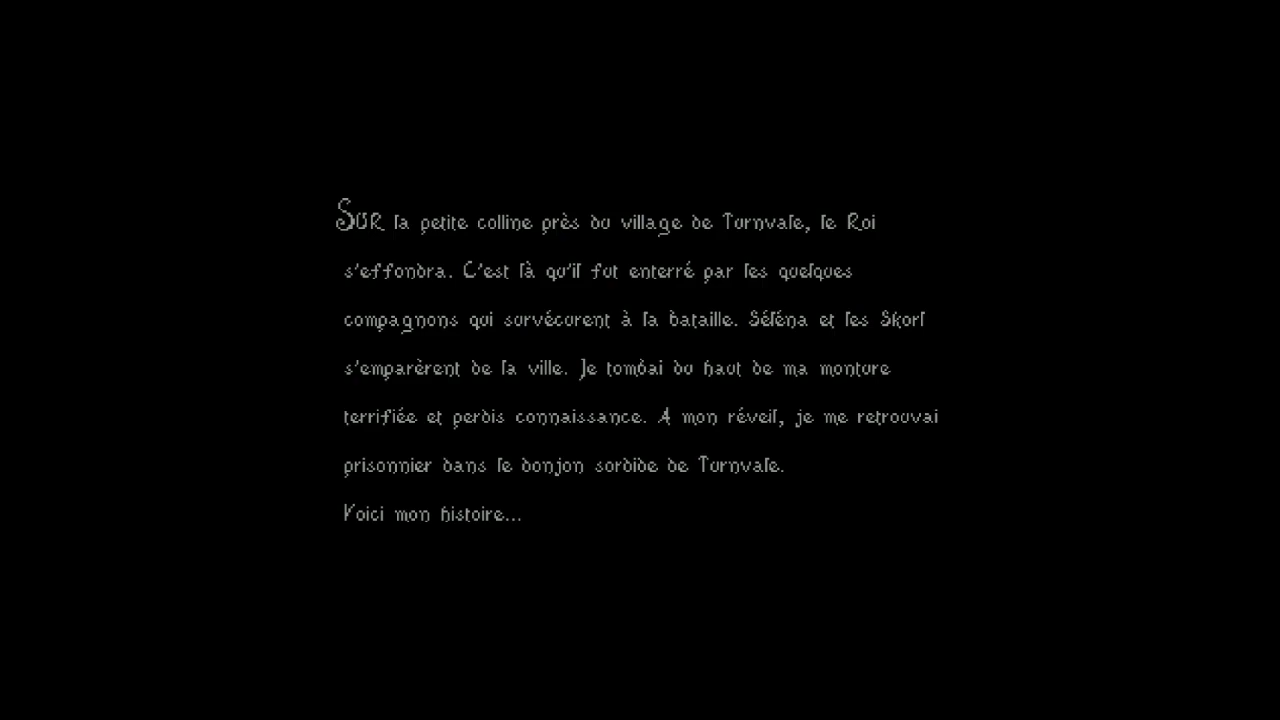 SUR la petite colline près du village de Turnvale, le Roi
s'effondra. C'est là qu'il fut enterré par les quelques
compagnons qui survécurent à la bataille. Séléna et les Skorl
s'emparèrent de la ville. Je tombai du haut de ma monture
terrifiée et perdis connaissance. A mon réveil, je me retrouvai
prisonnier dans le donjon sordide de Turnvale.
Voici mon histoire...